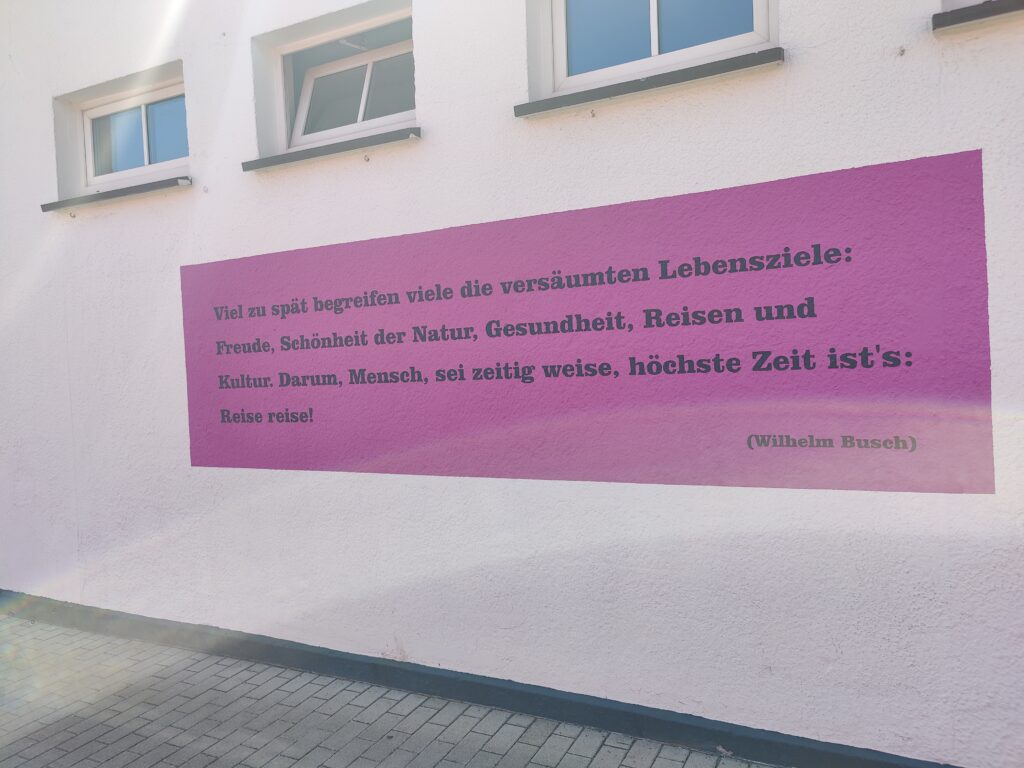 Viel zu spät begreifen viele die versäumten Lebensziele:
Freude, Schönheit der Natur, Gesundheit, Reisen und
Kultur. Darum, Mensch, sei zeitig weise, höchste Zeit ist's:
Reise reise!
(Wilhelm Busch)